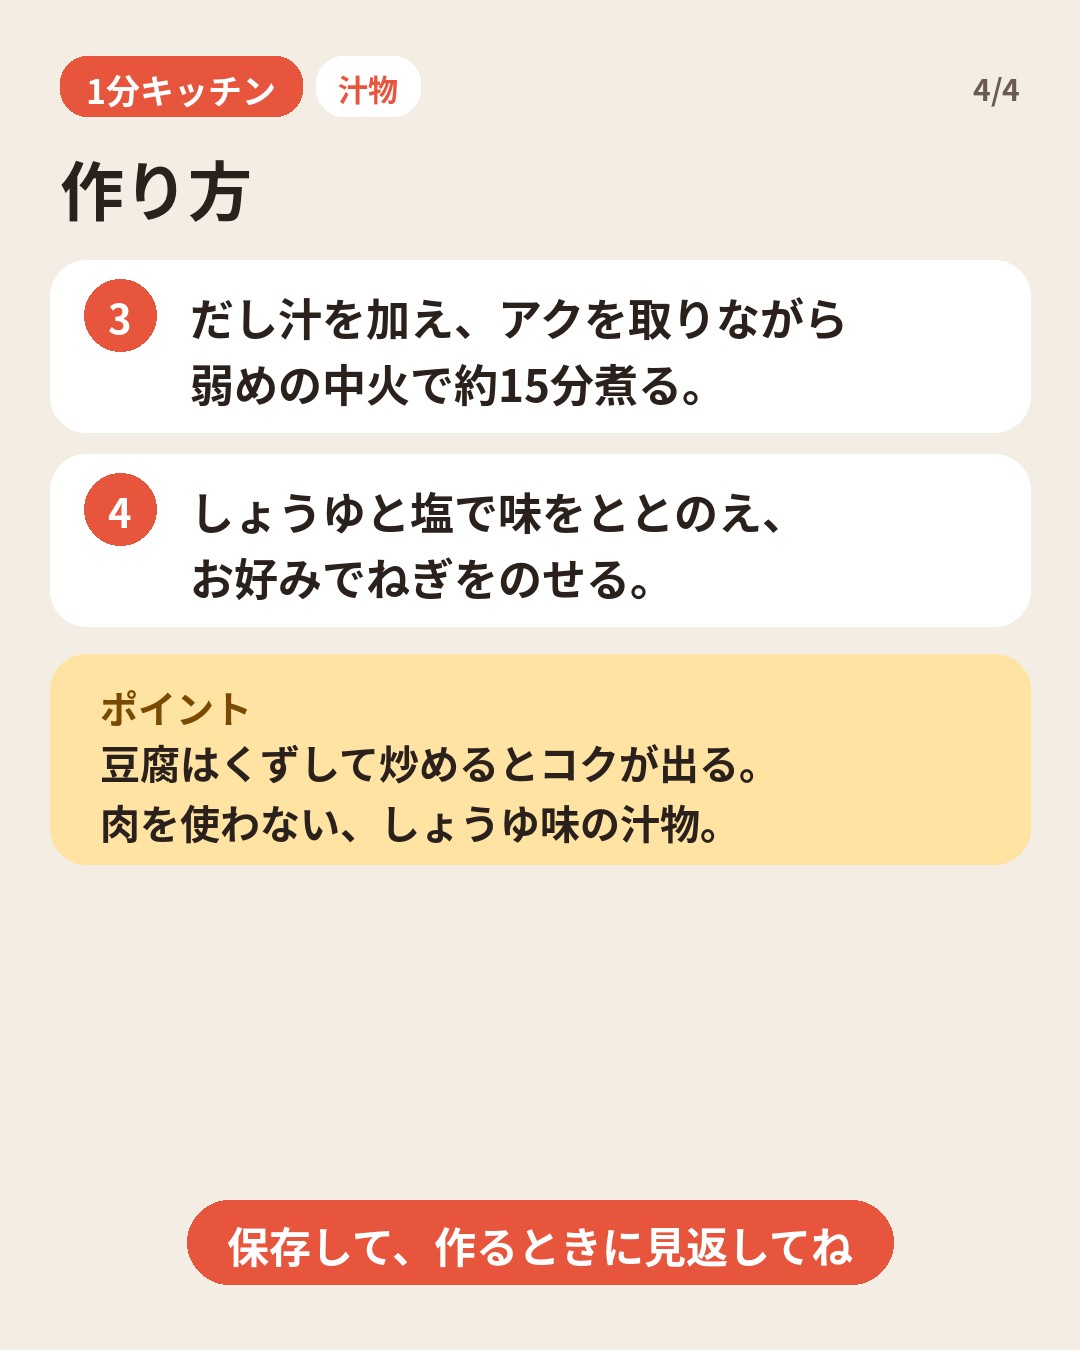 1分キッチン
汁物
4/4
作り方
3
だし汁を加え、アクを取りながら
弱めの中火で約15分煮る。
4
しょうゆと塩で味をととのえ、
お好みでねぎをのせる。
ポイント
豆腐はくずして炒めるとコクが出る。
肉を使わない、しょうゆ味の汁物。
保存して、作るときに見返してね